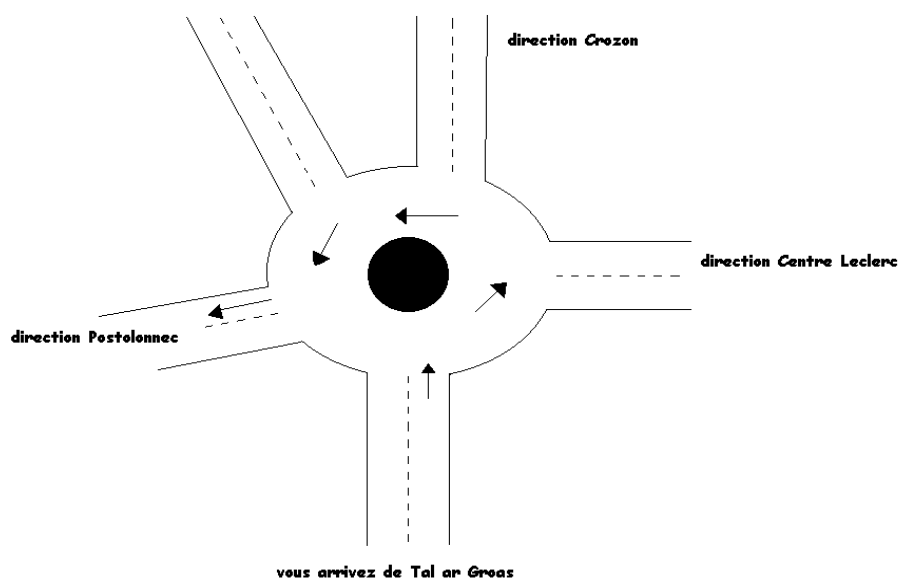 direction Crozon
direction Centre Leclerc
direction Postolonnec
vous arrivez de Tal ar Groas